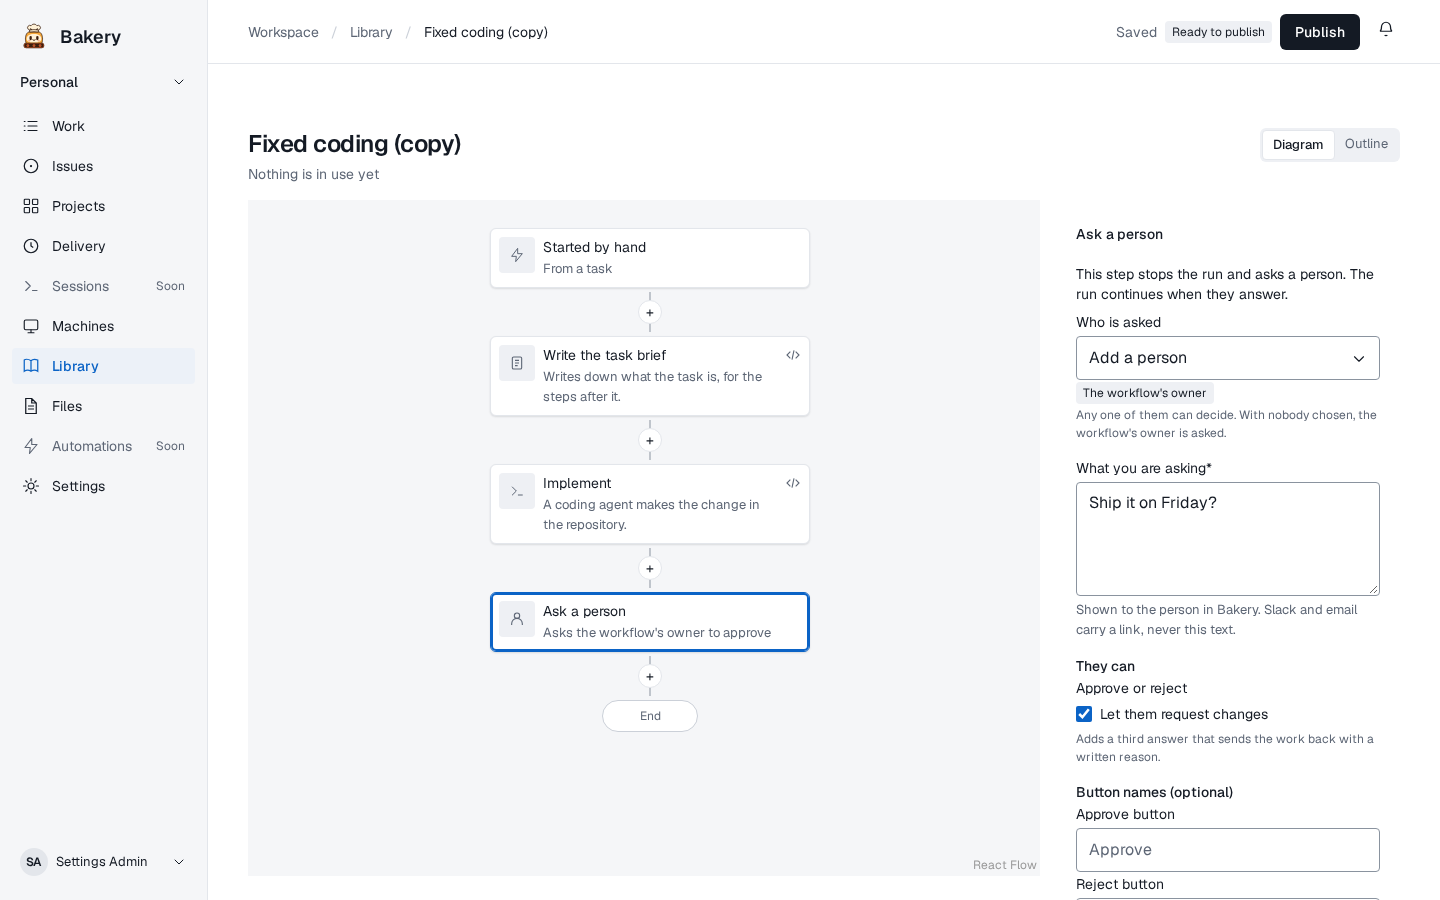 Bakery
Personal
Work
Issues
Projects
Delivery
Sessions Soon
Machines
Library
Files
Automations Soon
Settings
SA Settings Admin
Workspace / Library / Fixed coding (copy)
Saved Ready to publish Publish
Fixed coding (copy)
Nothing is in use yet
Diagram Outline
Started by hand
From a task
+
Write the task brief
Writes down what the task is, for the
steps after it.
+
Implement
A coding agent makes the change in
the repository.
+
Ask a person
Asks the workflow's owner to approve
+
End
React Flow
Ask a person
This step stops the run and asks a person. The
run continues when they answer.
Who is asked
Add a person
The workflow's owner
Any one of them can decide. With nobody chosen, the
workflow's owner is asked.
What you are asking*
Ship it on Friday?
Shown to the person in Bakery. Slack and email
carry a link, never this text.
They can
Approve or reject
Let them request changes
Adds a third answer that sends the work back with a
written reason.
Button names (optional)
Approve button
Approve
Reject button